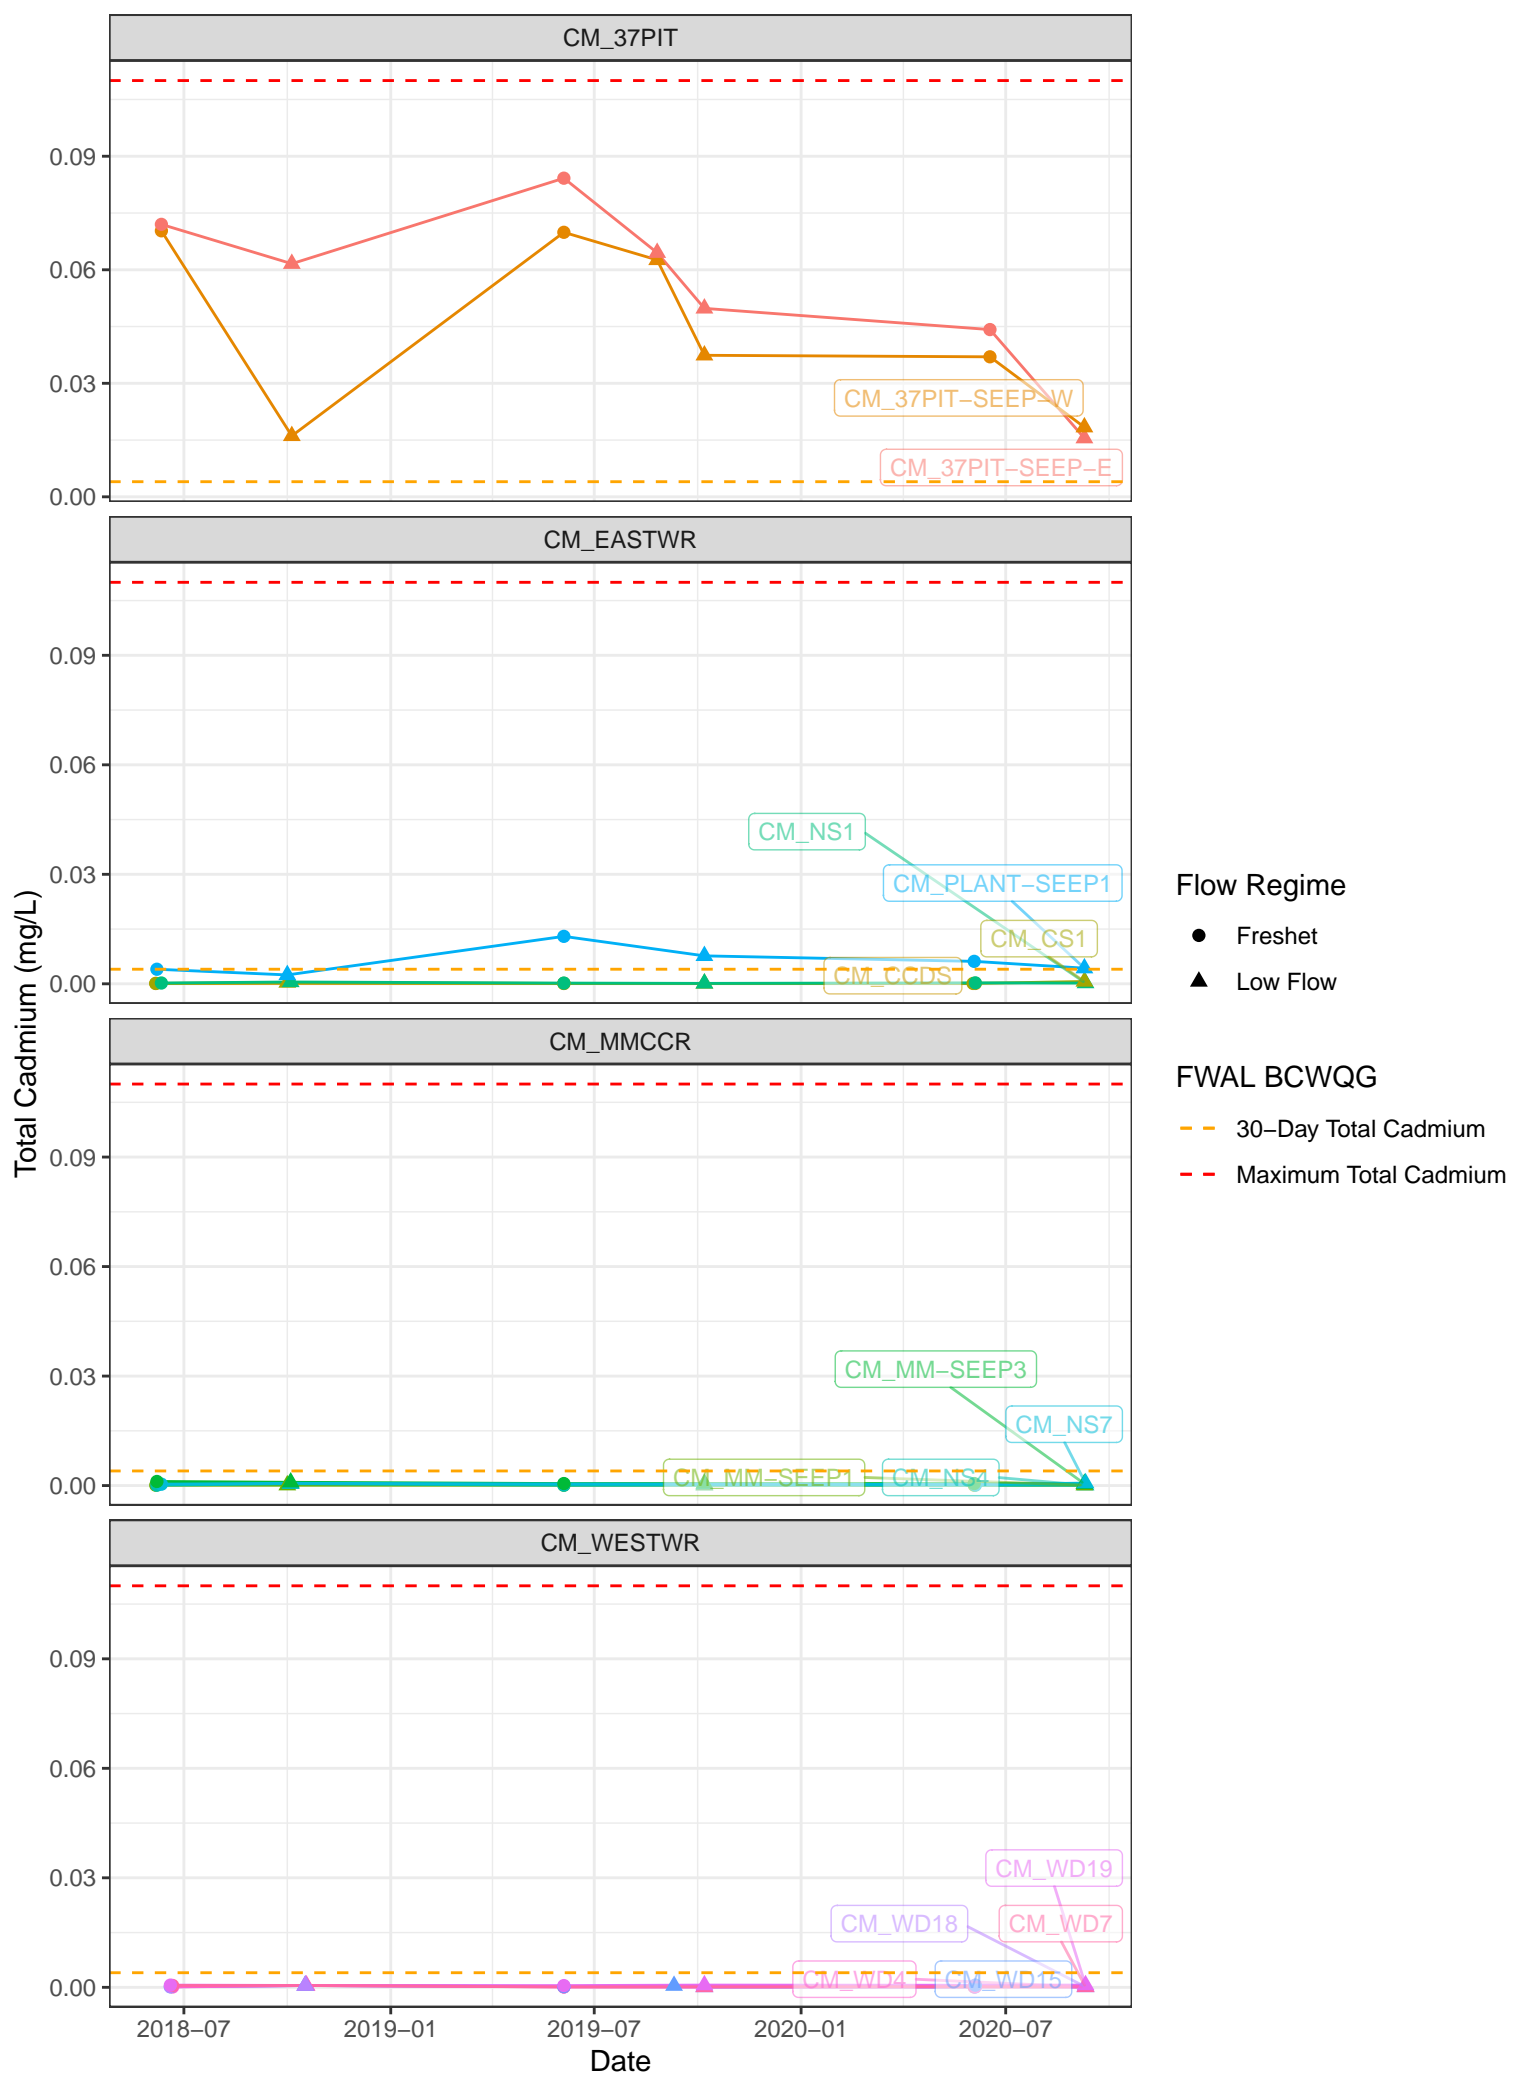 CM_37PIT
0.09
0.06
0.03
0.00
CM_37PIT−SEEP−W
CM_37PIT−SEEP−E
CM_EASTWR
0.09
0.06
0.03
0.00
CM_NS1
CM_PLANT−SEEP1
CM_CS1
CM_CCDS
CM_MMCCR
0.09
0.06
0.03
0.00
CM_MM−SEEP3
CM_NS7
CM_MM−SEEP1
CM_NS4
CM_WESTWR
0.09
0.06
0.03
0.00
CM_WD19
CM_WD18
CM_WD7
CM_WD4
CM_WD15
2018−07
2019−01
2019−07
2020−01
2020−07
Date
Total Cadmium (mg/L)
Flow Regime
Freshet
Low Flow
FWAL BCWQG
30−Day Total Cadmium
Maximum Total Cadmium